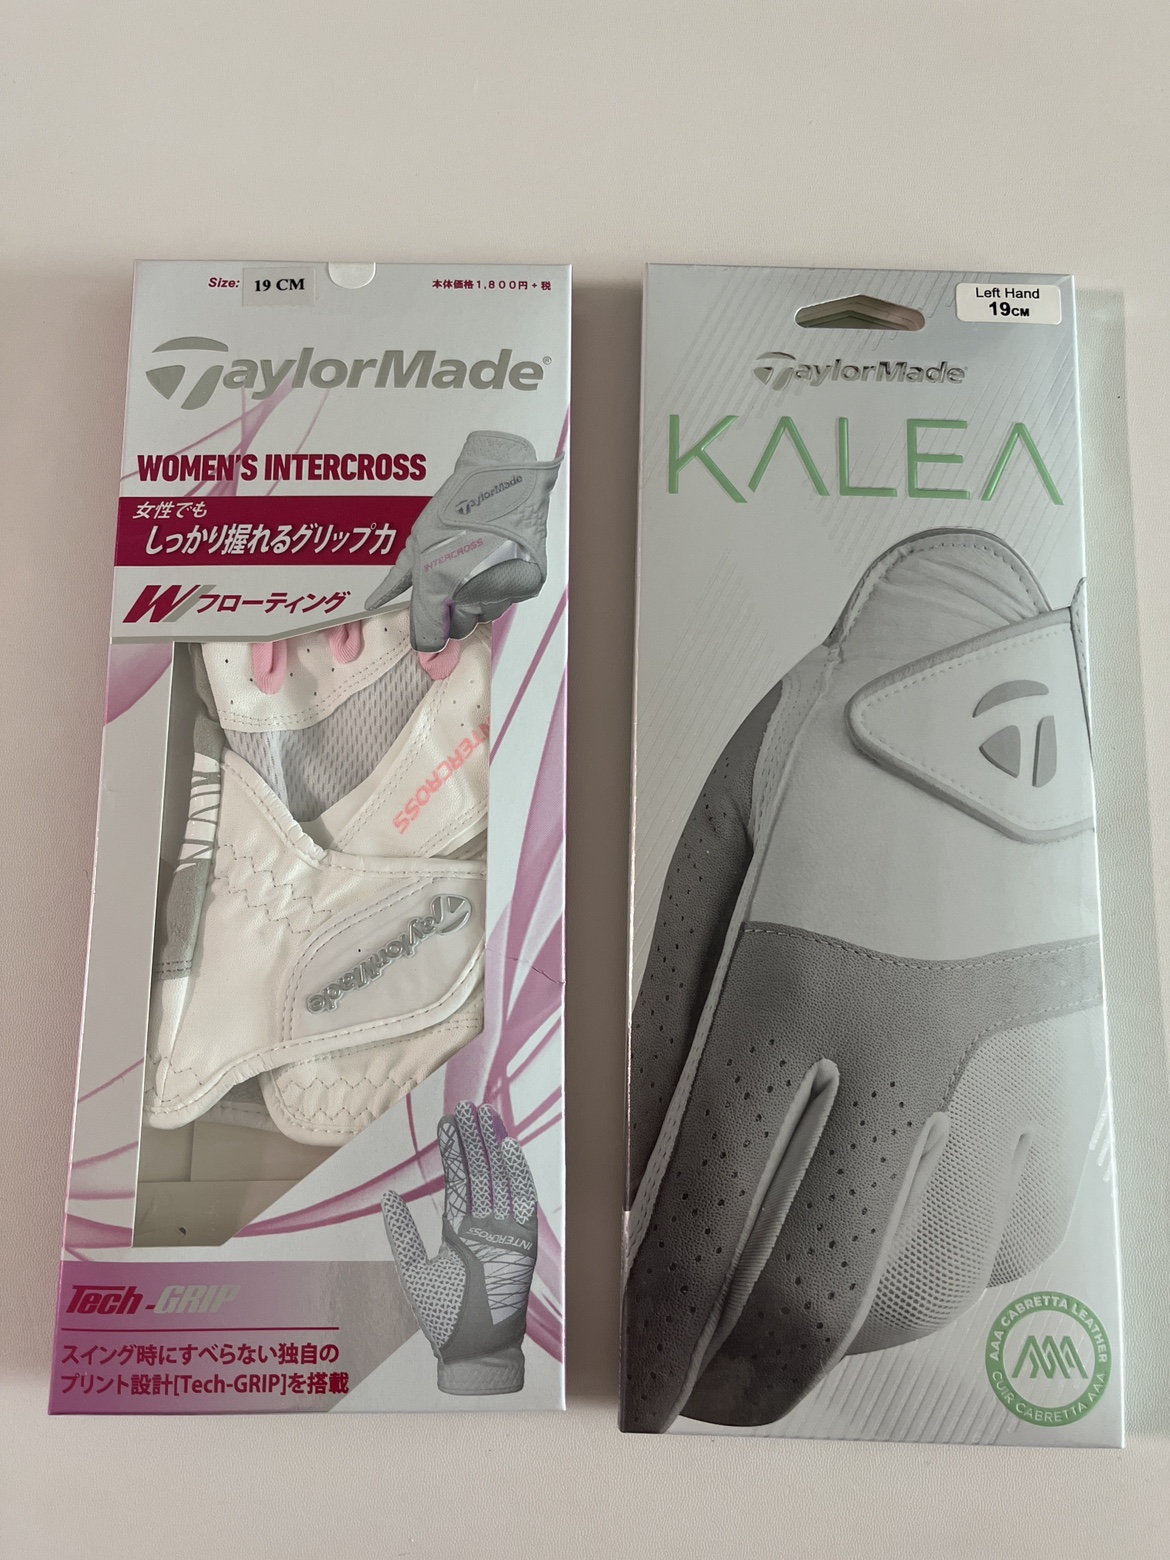 Size: 19 CM
本体価格1,800円+税
TaylorMade®
WOMEN'S INTERCROSS
女性でも
しっかり握れるグリップ力
W/フローティング
TaylorMade
INTERCROSS
INTERCROSS
TaylorMade
INTERCROSS
Tech-GRIP
スイング時にすべらない独自の
プリント設計[Tech-GRIP]を搭載
Left Hand
19CM
TaylorMade®
KALEA
AAA CABRETTA LEATHER
CUIR CABRETTA AAA